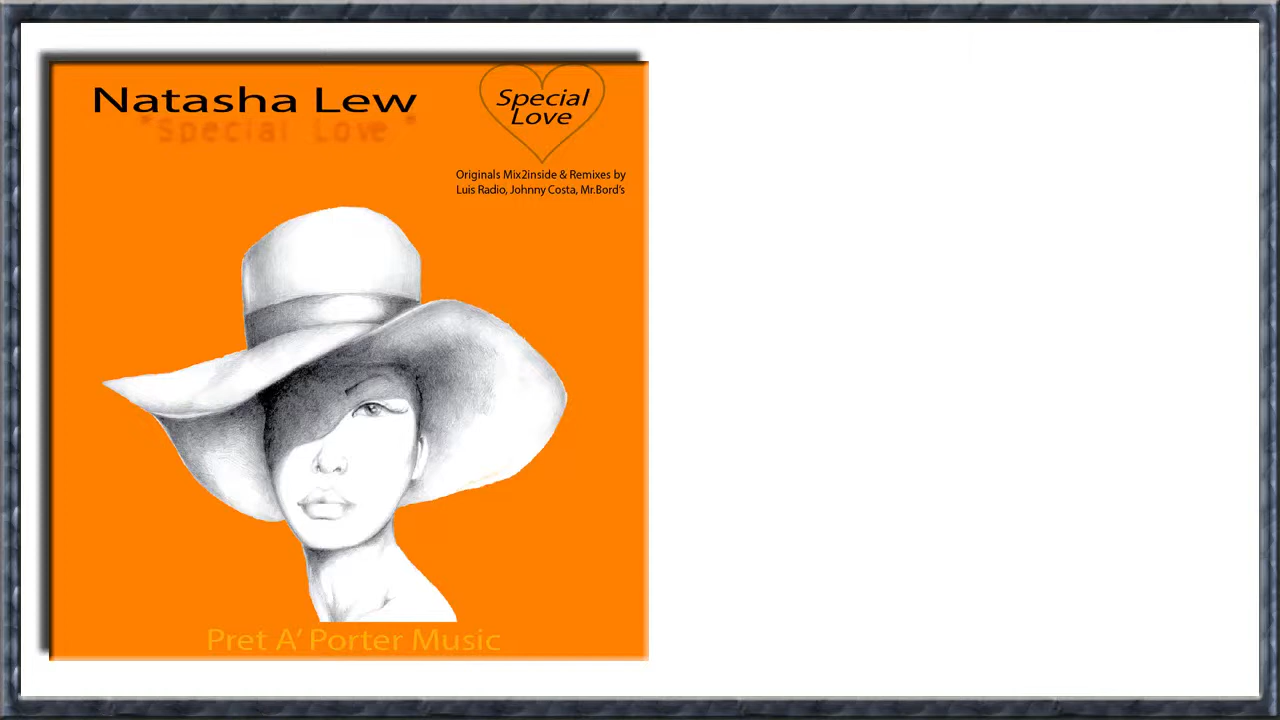 Natasha Lew
"Special Love"
Special
Love
Originals Mix2inside & Remixes by
Luis Radio, Johnny Costa, Mr.Bord's
Pret A' Porter Music